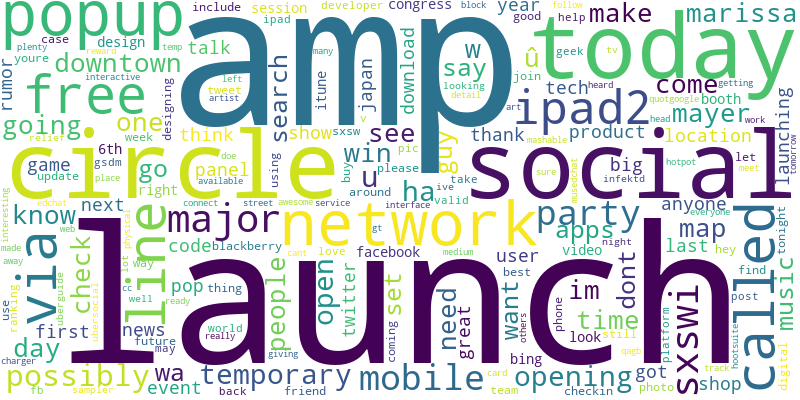 popup
amp
today
marissa
include
session
ipad
developer
congress
block
year
good
follow
help
plenty
case
design
talk
reward
temp
many
w
û
make
youre
downtown
rumor
interactive
tweet
left
artist
search
itune
japan
download
say
looking
detail
geek
tv
join
heard
come
getting
free
designing
v
ipad2
tech
quotgoogle
booth
head
work
art
mayer
going
one
think
show
sxsw
see
guy
thank
product
location
launching
tomorrow
relief
week
6th
pic
mashable
circle
social
game
gsdm
panel
doe
win
please
big
let
update
go
using
buy
take
sure
infektd
meet
hotpot
place
right
available
u
ha
ive
valid
musedchat
edchat
know
next
line
major
connect
street
awesome
service
around
interface
party
anyone
everyone
network
interesting
via
web
check
code
blackberry
gt
apps
map
called
cant
love
facebook
medium
user
video
night
last
hey
tonight
made
away
lot
physical
way
pop
people
open
twitter
set
need
great
want
best
im
dont
find
music
launch
use
uberguide
ubersocial
cc
well
thing
ready
phone
time
sxswi
post
ranking
first
news
world
look
still
platform
hootsuite
day
future
may
really
coming
others
bing
qagb
charger
possibly
wa
temporary
giving
mobile
opening
got
shop
track
digital
fb
sampler
event
back
friend
card
team
checkin
photo